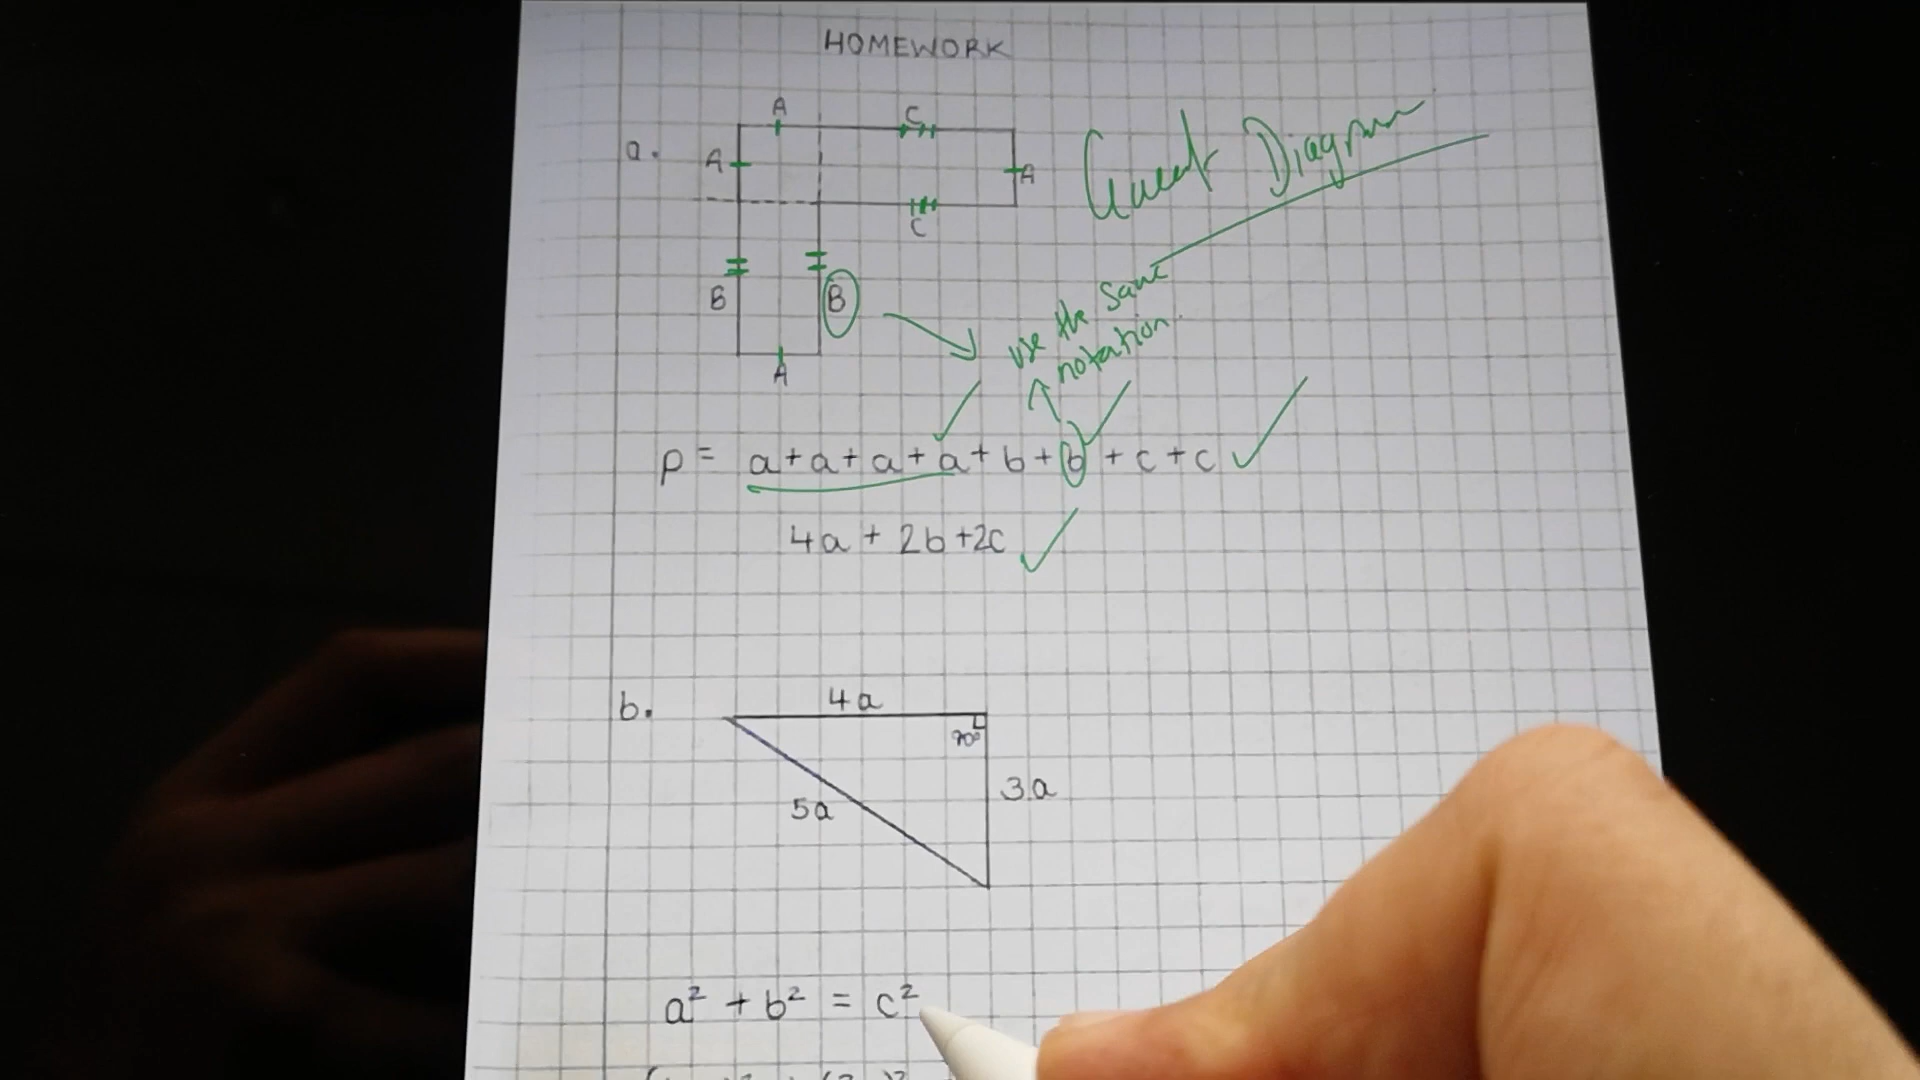 HOMEWORK
a.
A
C
A
A
C
B
B
A
Great Diagram
use the same
notation.
p = a+a+a+a+b+b+c+c
4a + 2b+2c
b.
4a
90°
3a
5a
a² + b² = c²